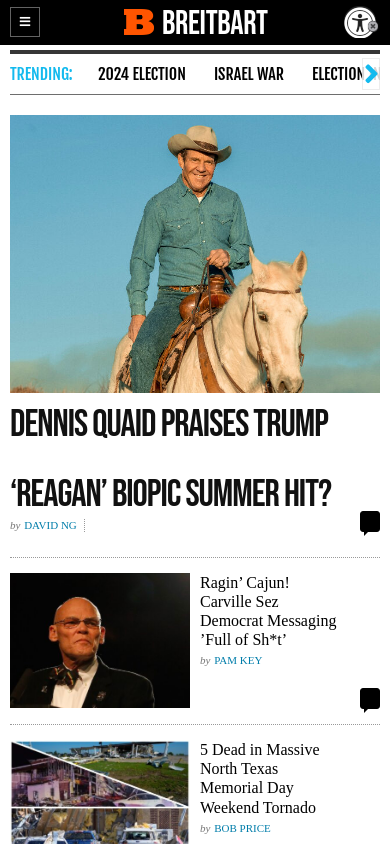 BREITBART
TRENDING: 2024 ELECTION ISRAEL WAR ELECTION
DENNIS QUAID PRAISES TRUMP
‘REAGAN’ BIOPIC SUMMER HIT?
by DAVID NG
Ragin’ Cajun!
Carville Sez
Democrat Messaging
’Full of Sh*t’
by PAM KEY
5 Dead in Massive
North Texas
Memorial Day
Weekend Tornado
by BOB PRICE